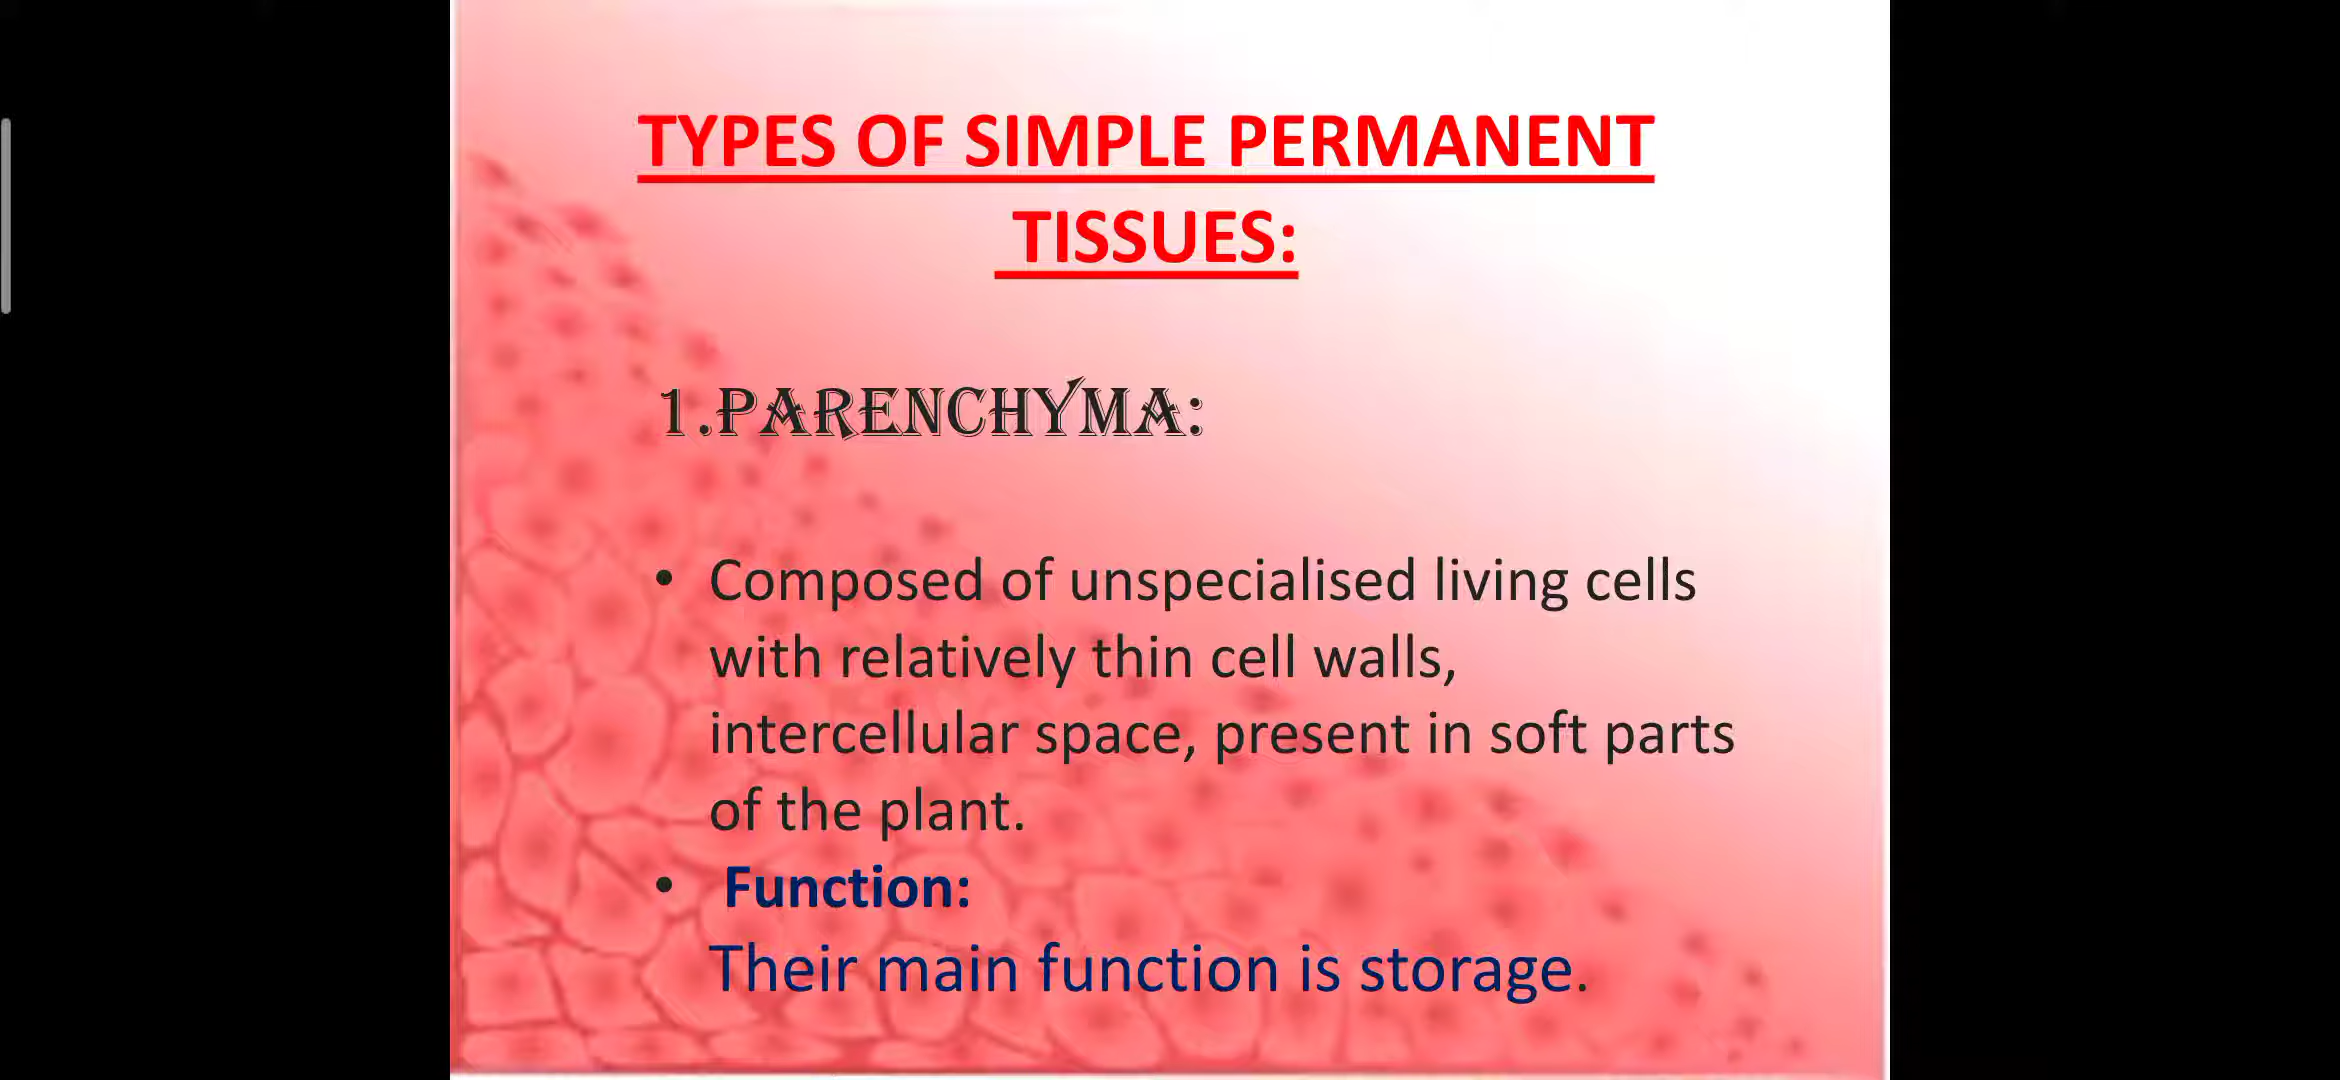 TYPES OF SIMPLE PERMANENT
TISSUES:
1.PARENCHYMA:
• Composed of unspecialised living cells
with relatively thin cell walls,
intercellular space, present in soft parts
of the plant.
• Function:
Their main function is storage.